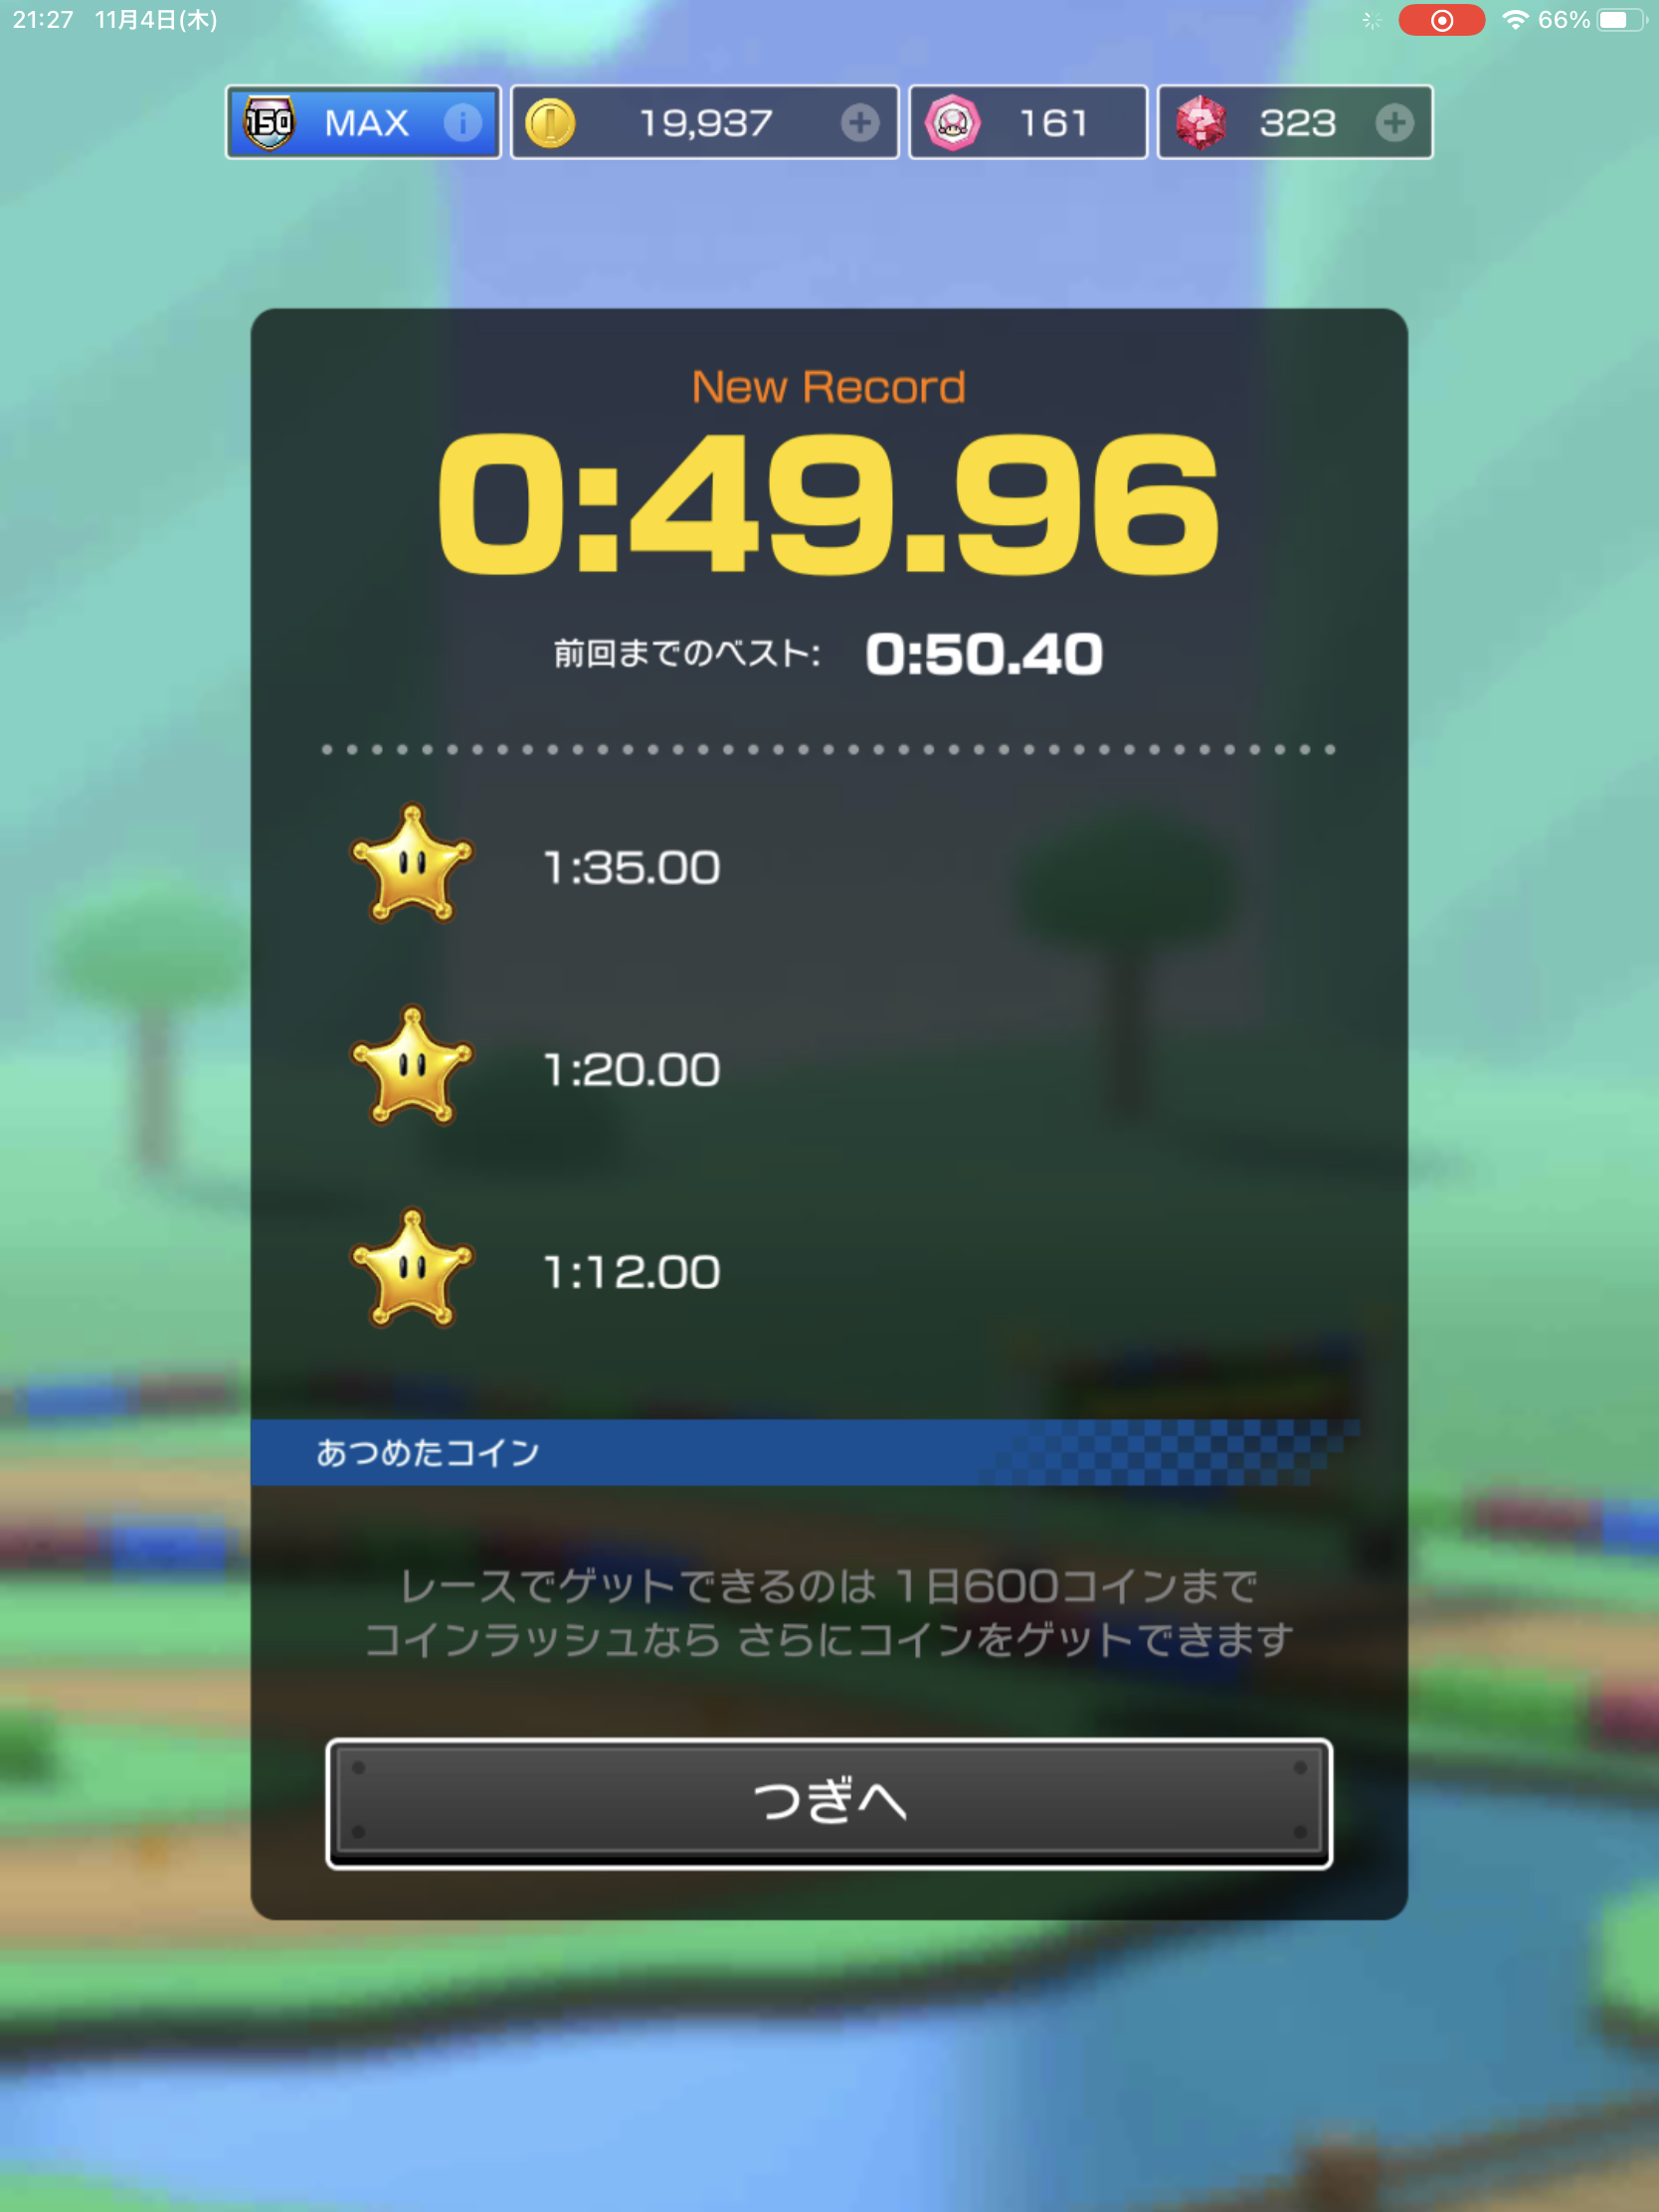 21:27 11月4日(木) 66%
150 MAX i 19,937 + 161 ? 323 +
New Record
0:49.96
前回までのベスト: 0:50.40
1:35.00
1:20.00
1:12.00
あつめたコイン
レースでゲットできるのは 1日600コインまで
コインラッシュなら さらにコインをゲットできます
つぎへ